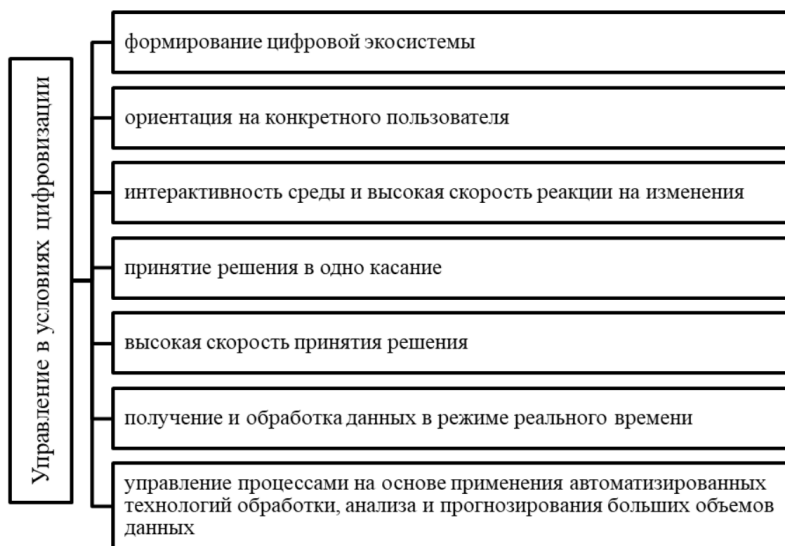 Управление в условиях цифровизации
формирование цифровой экосистемы
ориентация на конкретного пользователя
интерактивность среды и высокая скорость реакции на изменения
принятие решения в одно касание
высокая скорость принятия решения
получение и обработка данных в режиме реального времени
управление процессами на основе применения автоматизированных
технологий обработки, анализа и прогнозирования больших объемов
данных